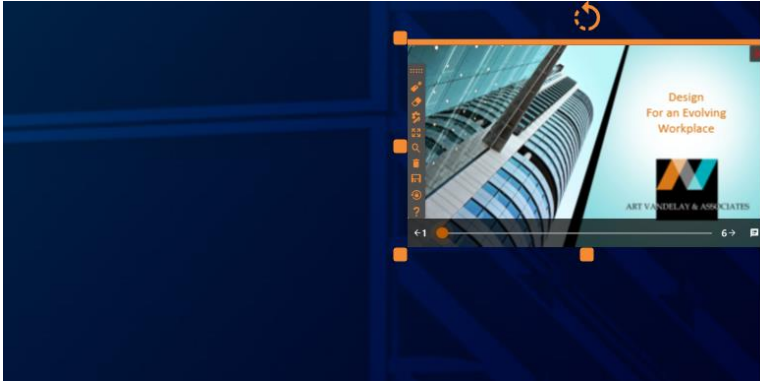 Design
For an Evolving
Workplace
ART VANDELAY & ASSOCIATES
?
←1
6→